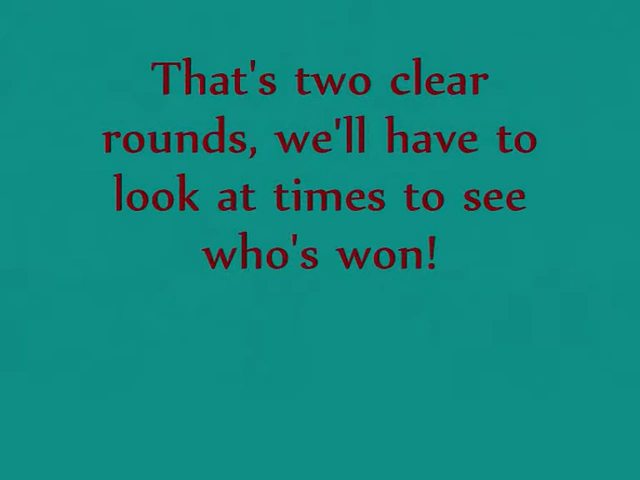 That's two clear
rounds, we'll have to
look at times to see
who's won!